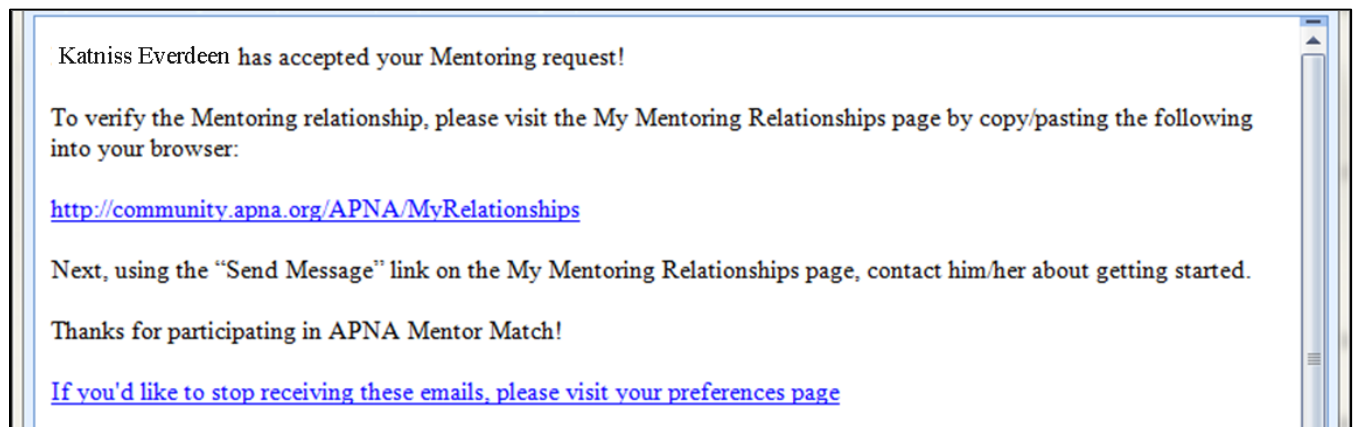 Katniss Everdeen has accepted your Mentoring request!
To verify the Mentoring relationship, please visit the My Mentoring Relationships page by copy/pasting the following
into your browser:
http://community.apna.org/APNA/MyRelationships
Next, using the “Send Message” link on the My Mentoring Relationships page, contact him/her about getting started.
Thanks for participating in APNA Mentor Match!
If you'd like to stop receiving these emails, please visit your preferences page